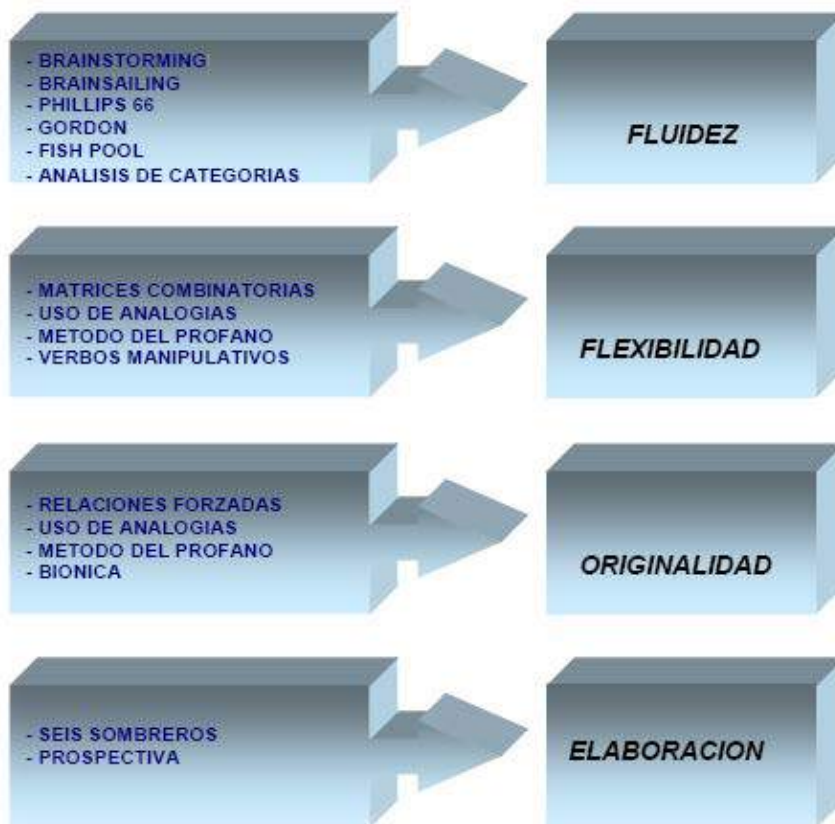 - BRAINSTORMING
- BRAINSAILING
- PHILLIPS 66
- GORDON
- FISH POOL
- ANALISIS DE CATEGORIAS
FLUIDEZ
- MATRICES COMBINATORIAS
- USO DE ANALOGIAS
- METODO DEL PROFANO
- VERBOS MANIPULATIVOS
FLEXIBILIDAD
- RELACIONES FORZADAS
- USO DE ANALOGIAS
- METODO DEL PROFANO
- BIONICA
ORIGINALIDAD
- SEIS SOMBREROS
- PROSPECTIVA
ELABORACION